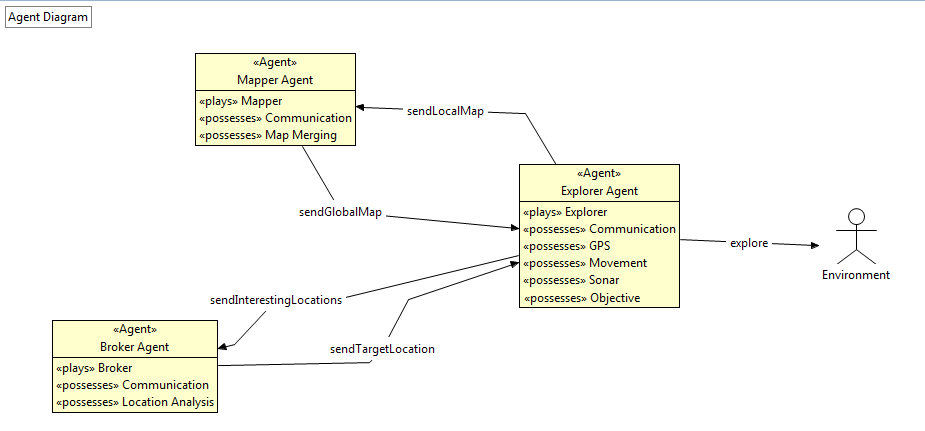 Agent Diagram
«Agent»
Mapper Agent
«plays» Mapper
«possesses» Communication
«possesses» Map Merging
sendLocalMap
«Agent»
Explorer Agent
«plays» Explorer
«possesses» Communication
«possesses» GPS
«possesses» Movement
«possesses» Sonar
«possesses» Objective
sendGlobalMap
explore
Environment
sendInterestingLocations
«Agent»
Broker Agent
«plays» Broker
«possesses» Communication
«possesses» Location Analysis
sendTargetLocation